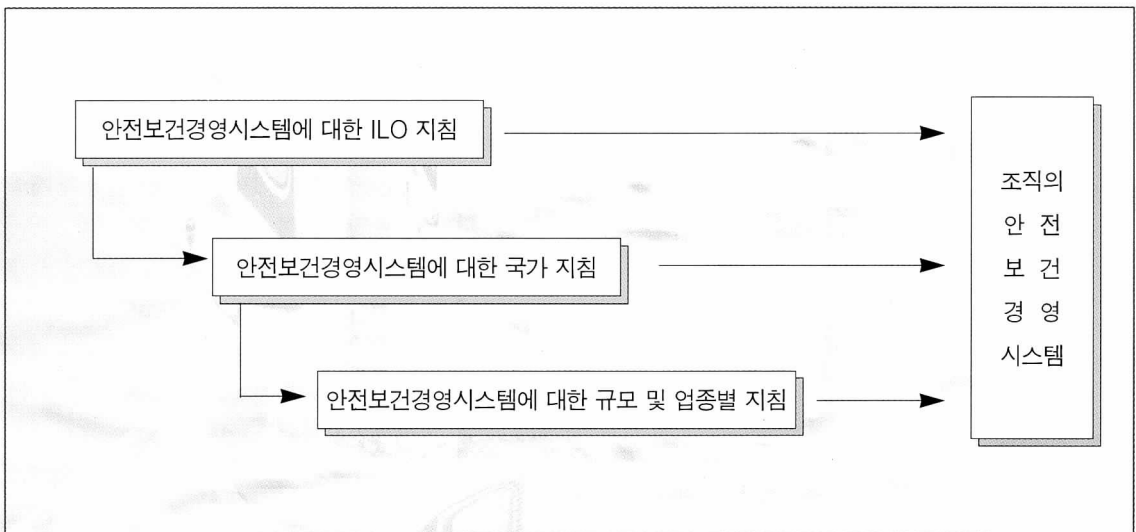 안전보건경영시스템에 대한 ILO 지침
안전보건경영시스템에 대한 국가 지침
안전보건경영시스템에 대한 규모 및 업종별 지침
조직의
안 전
보 건
경 영
시스템